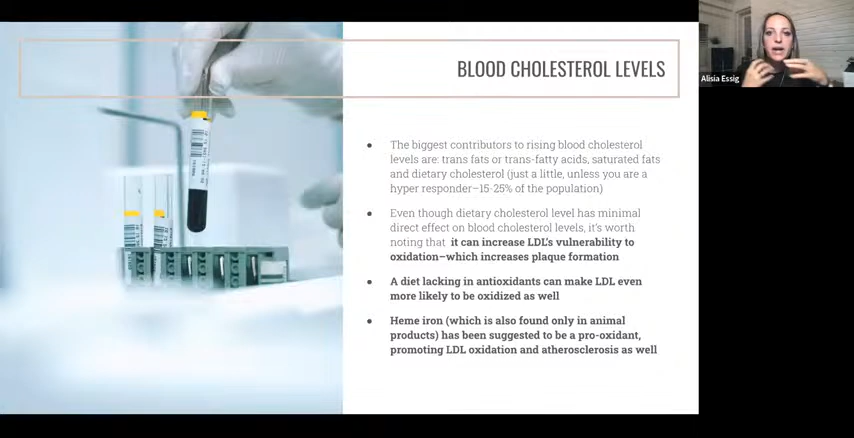 BLOOD CHOLESTEROL LEVELS
Alisia Essig
● The biggest contributors to rising blood cholesterol
levels are: trans fats or trans-fatty acids, saturated fats
and dietary cholesterol (just a little, unless you are a
hyper responder–15-25% of the population)
● Even though dietary cholesterol level has minimal
direct effect on blood cholesterol levels, it's worth
noting that it can increase LDL's vulnerability to
oxidation–which increases plaque formation
● A diet lacking in antioxidants can make LDL even
more likely to be oxidized as well
● Heme iron (which is also found only in animal
products) has been suggested to be a pro-oxidant,
promoting LDL oxidation and atherosclerosis as well